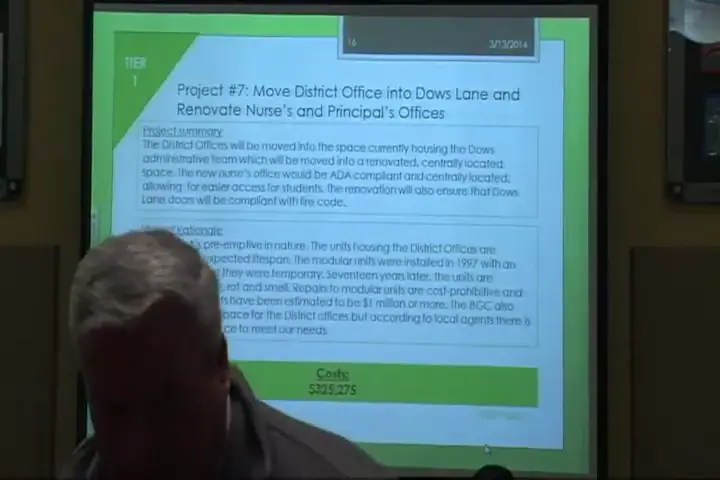 16
3/13/2014
TIER
1
Project #7: Move District Office into Dows Lane and
Renovate Nurse's and Principal's Offices
Project summary
The District Offices will be moved into the space currently housing the Dows
administrative team which will be moved into a renovated, centrally located
space. The new nurse's office would be ADA compliant and centrally located,
allowing for easier access for students. The renovation will also ensure that Dows
Lane doors will be compliant with fire code.
rationale
pre-emptive in nature. The units housing the District Offices are
expected lifespan. The modular units were installed in 1997 with an
they were temporary. Seventeen years later, the units are
rot and smell. Repairs to modular units are cost-prohibitive and
have been estimated to be $1 million or more. The BGC also
pace for the District offices but according to local agents there is
ce to meet our needs.
Costs:
$325,275